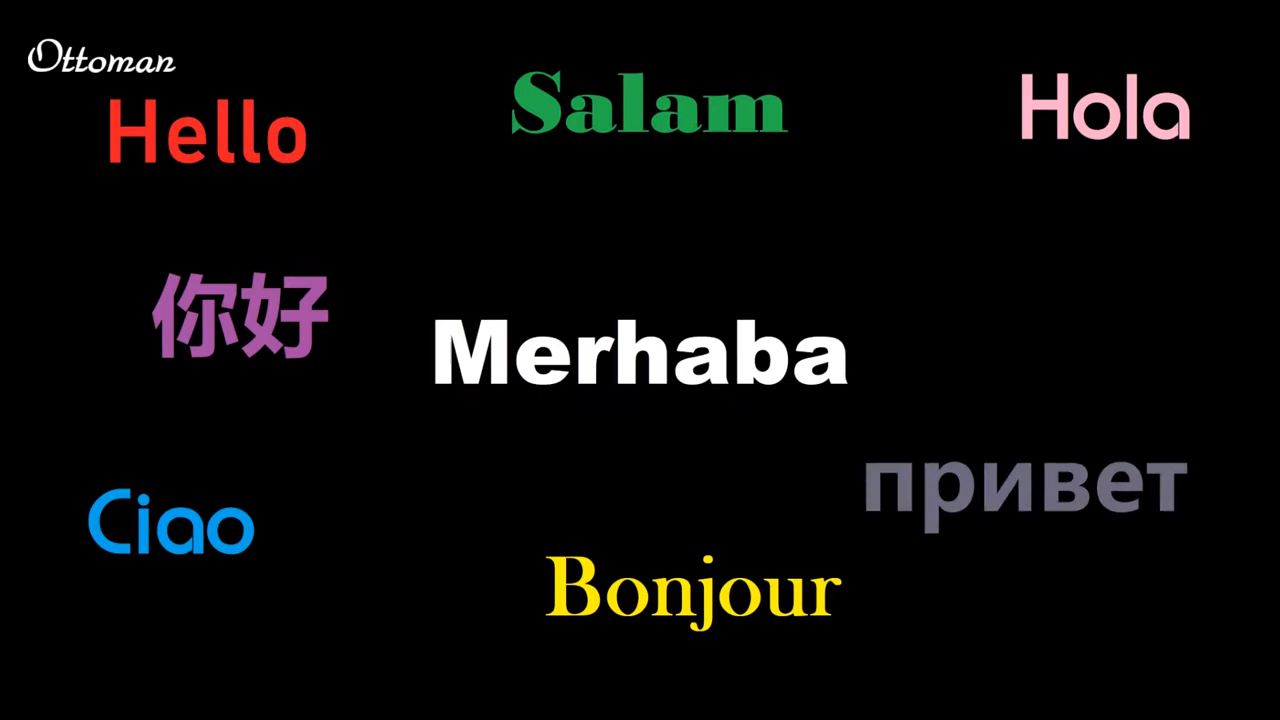 Ottoman
Hello
Salam
Hola
你好
Merhaba
привет
Ciao
Bonjour